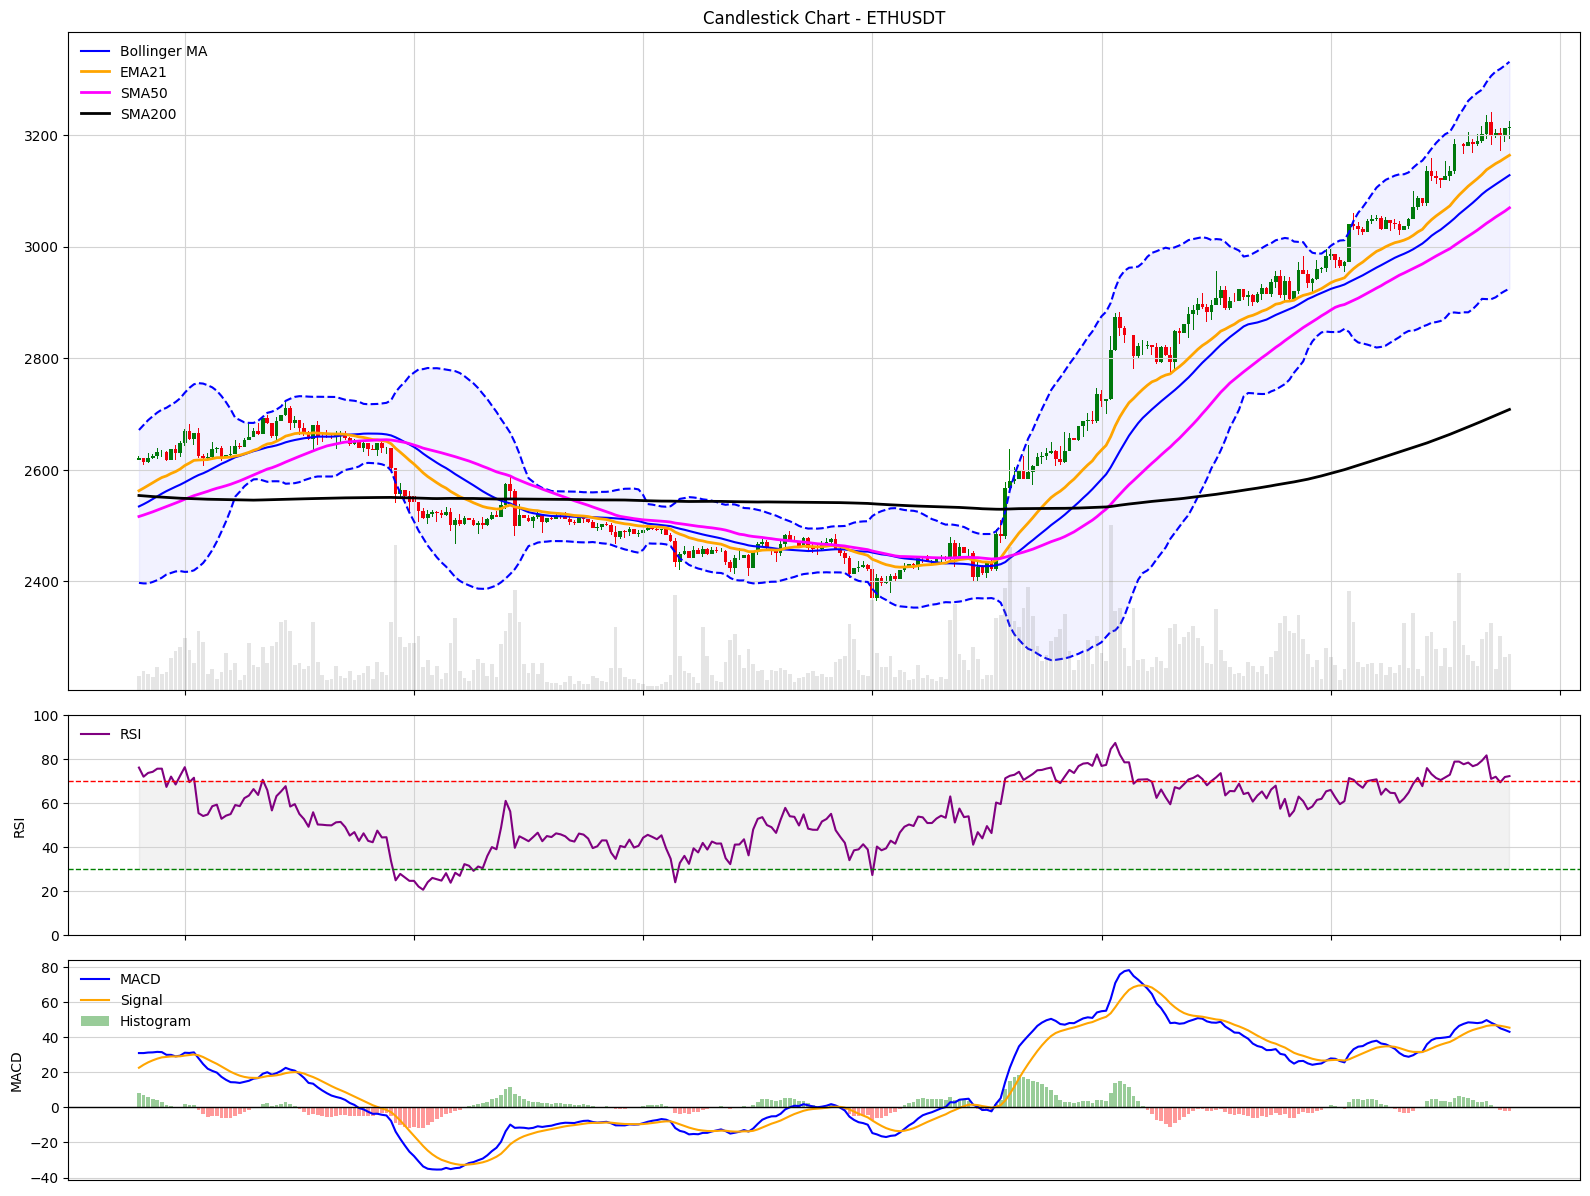 Candlestick Chart - ETHUSDT
Bollinger MA
EMA21
SMA50
SMA200
3200
3000
2800
2600
2400
RSI
100
80
60
40
20
0
RSI
MACD
Signal
Histogram
80
60
40
20
0
−20
−40
MACD